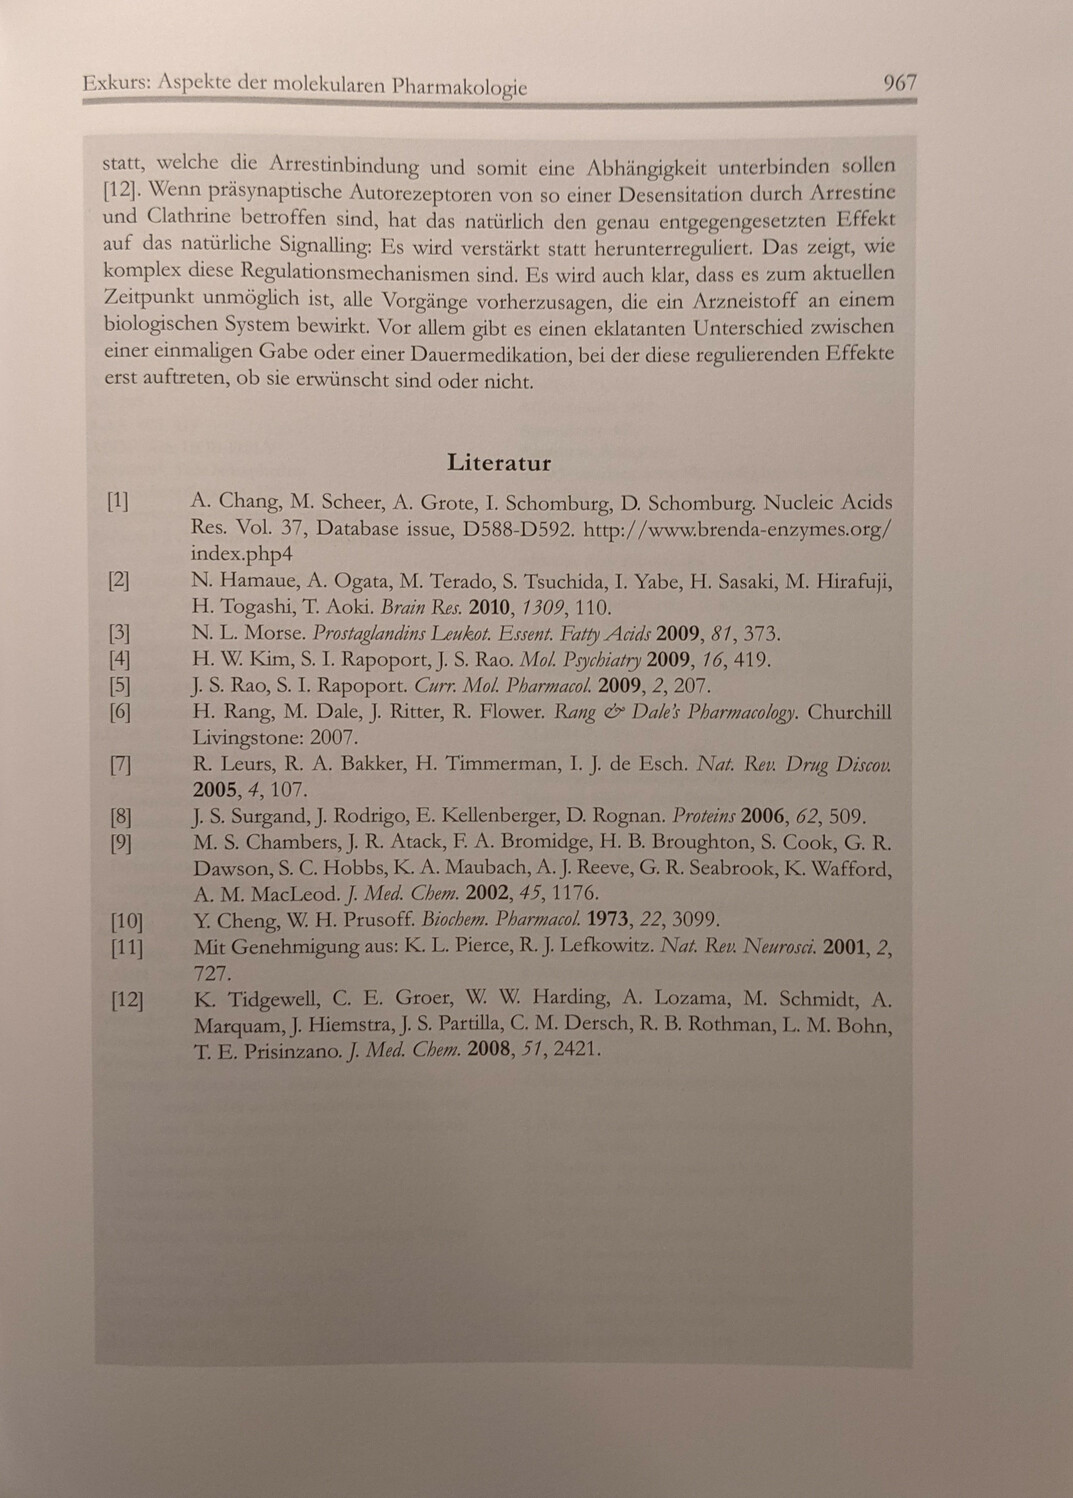 Exkurs: Aspekte der molekularen Pharmakologie 967
statt, welche die Arrestinbindung und somit eine Abhängigkeit unterbinden sollen
[12]. Wenn präsynaptische Autorezeptoren von so einer Desensitation durch Arrestine
und Clathrine betroffen sind, hat das natürlich den genau entgegengesetzten Effekt
auf das natürliche Signalling: Es wird verstärkt statt herunterreguliert. Das zeigt, wie
komplex diese Regulationsmechanismen sind. Es wird auch klar, dass es zum aktuellen
Zeitpunkt unmöglich ist, alle Vorgänge vorherzusagen, die ein Arzneistoff an einem
biologischen System bewirkt. Vor allem gibt es einen eklatanten Unterschied zwischen
einer einmaligen Gabe oder einer Dauermedikation, bei der diese regulierenden Effekte
erst auftreten, ob sie erwünscht sind oder nicht.
Literatur
[1] A. Chang, M. Scheer, A. Grote, I. Schomburg, D. Schomburg. Nucleic Acids
Res. Vol. 37, Database issue, D588-D592. http://www.brenda-enzymes.org/
index.php4
[2] N. Hamaue, A. Ogata, M. Terado, S. Tsuchida, I. Yabe, H. Sasaki, M. Hirafuji,
H. Togashi, T. Aoki. Brain Res. 2010, 1309, 110.
[3] N. L. Morse. Prostaglandins Leukot. Essent. Fatty Acids 2009, 81, 373.
[4] H. W. Kim, S. I. Rapoport, J. S. Rao. Mol. Psychiatry 2009, 16, 419.
[5] J. S. Rao, S. I. Rapoport. Curr. Mol. Pharmacol. 2009, 2, 207.
[6] H. Rang, M. Dale, J. Ritter, R. Flower. Rang & Dale's Pharmacology. Churchill
Livingstone: 2007.
[7] R. Leurs, R. A. Bakker, H. Timmerman, I. J. de Esch. Nat. Rev. Drug Discov.
2005, 4, 107.
[8] J. S. Surgand, J. Rodrigo, E. Kellenberger, D. Rognan. Proteins 2006, 62, 509.
[9] M. S. Chambers, J. R. Atack, F. A. Bromidge, H. B. Broughton, S. Cook, G. R.
Dawson, S. C. Hobbs, K. A. Maubach, A. J. Reeve, G. R. Seabrook, K. Wafford,
A. M. MacLeod. J. Med. Chem. 2002, 45, 1176.
[10] Y. Cheng, W. H. Prusoff. Biochem. Pharmacol. 1973, 22, 3099.
[11] Mit Genehmigung aus: K. L. Pierce, R. J. Lefkowitz. Nat. Rev. Neurosci. 2001, 2,
727.
[12] K. Tidgewell, C. E. Groer, W. W. Harding, A. Lozama, M. Schmidt, A.
Marquam, J. Hiemstra, J. S. Partilla, C. M. Dersch, R. B. Rothman, L. M. Bohn,
T. E. Prisinzano. J. Med. Chem. 2008, 51, 2421.